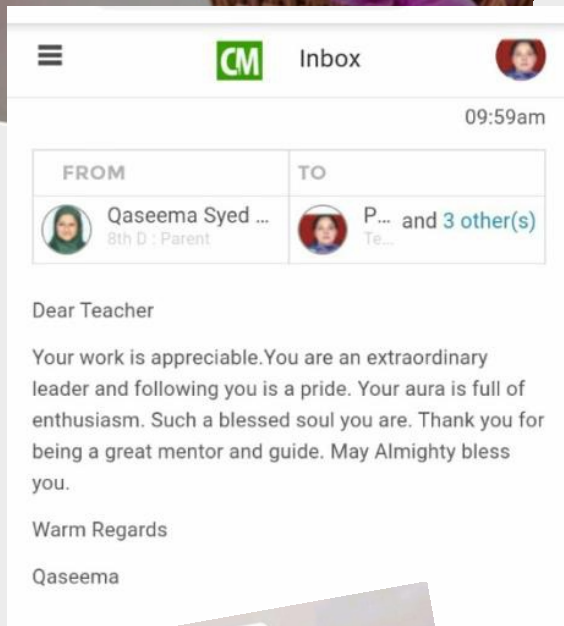 CM Inbox
09:59am
FROM TO
Qaseema Syed ... P... and 3 other(s)
8th D : Parent Te...
Dear Teacher
Your work is appreciable.You are an extraordinary
leader and following you is a pride. Your aura is full of
enthusiasm. Such a blessed soul you are. Thank you for
being a great mentor and guide. May Almighty bless
you.
Warm Regards
Qaseema